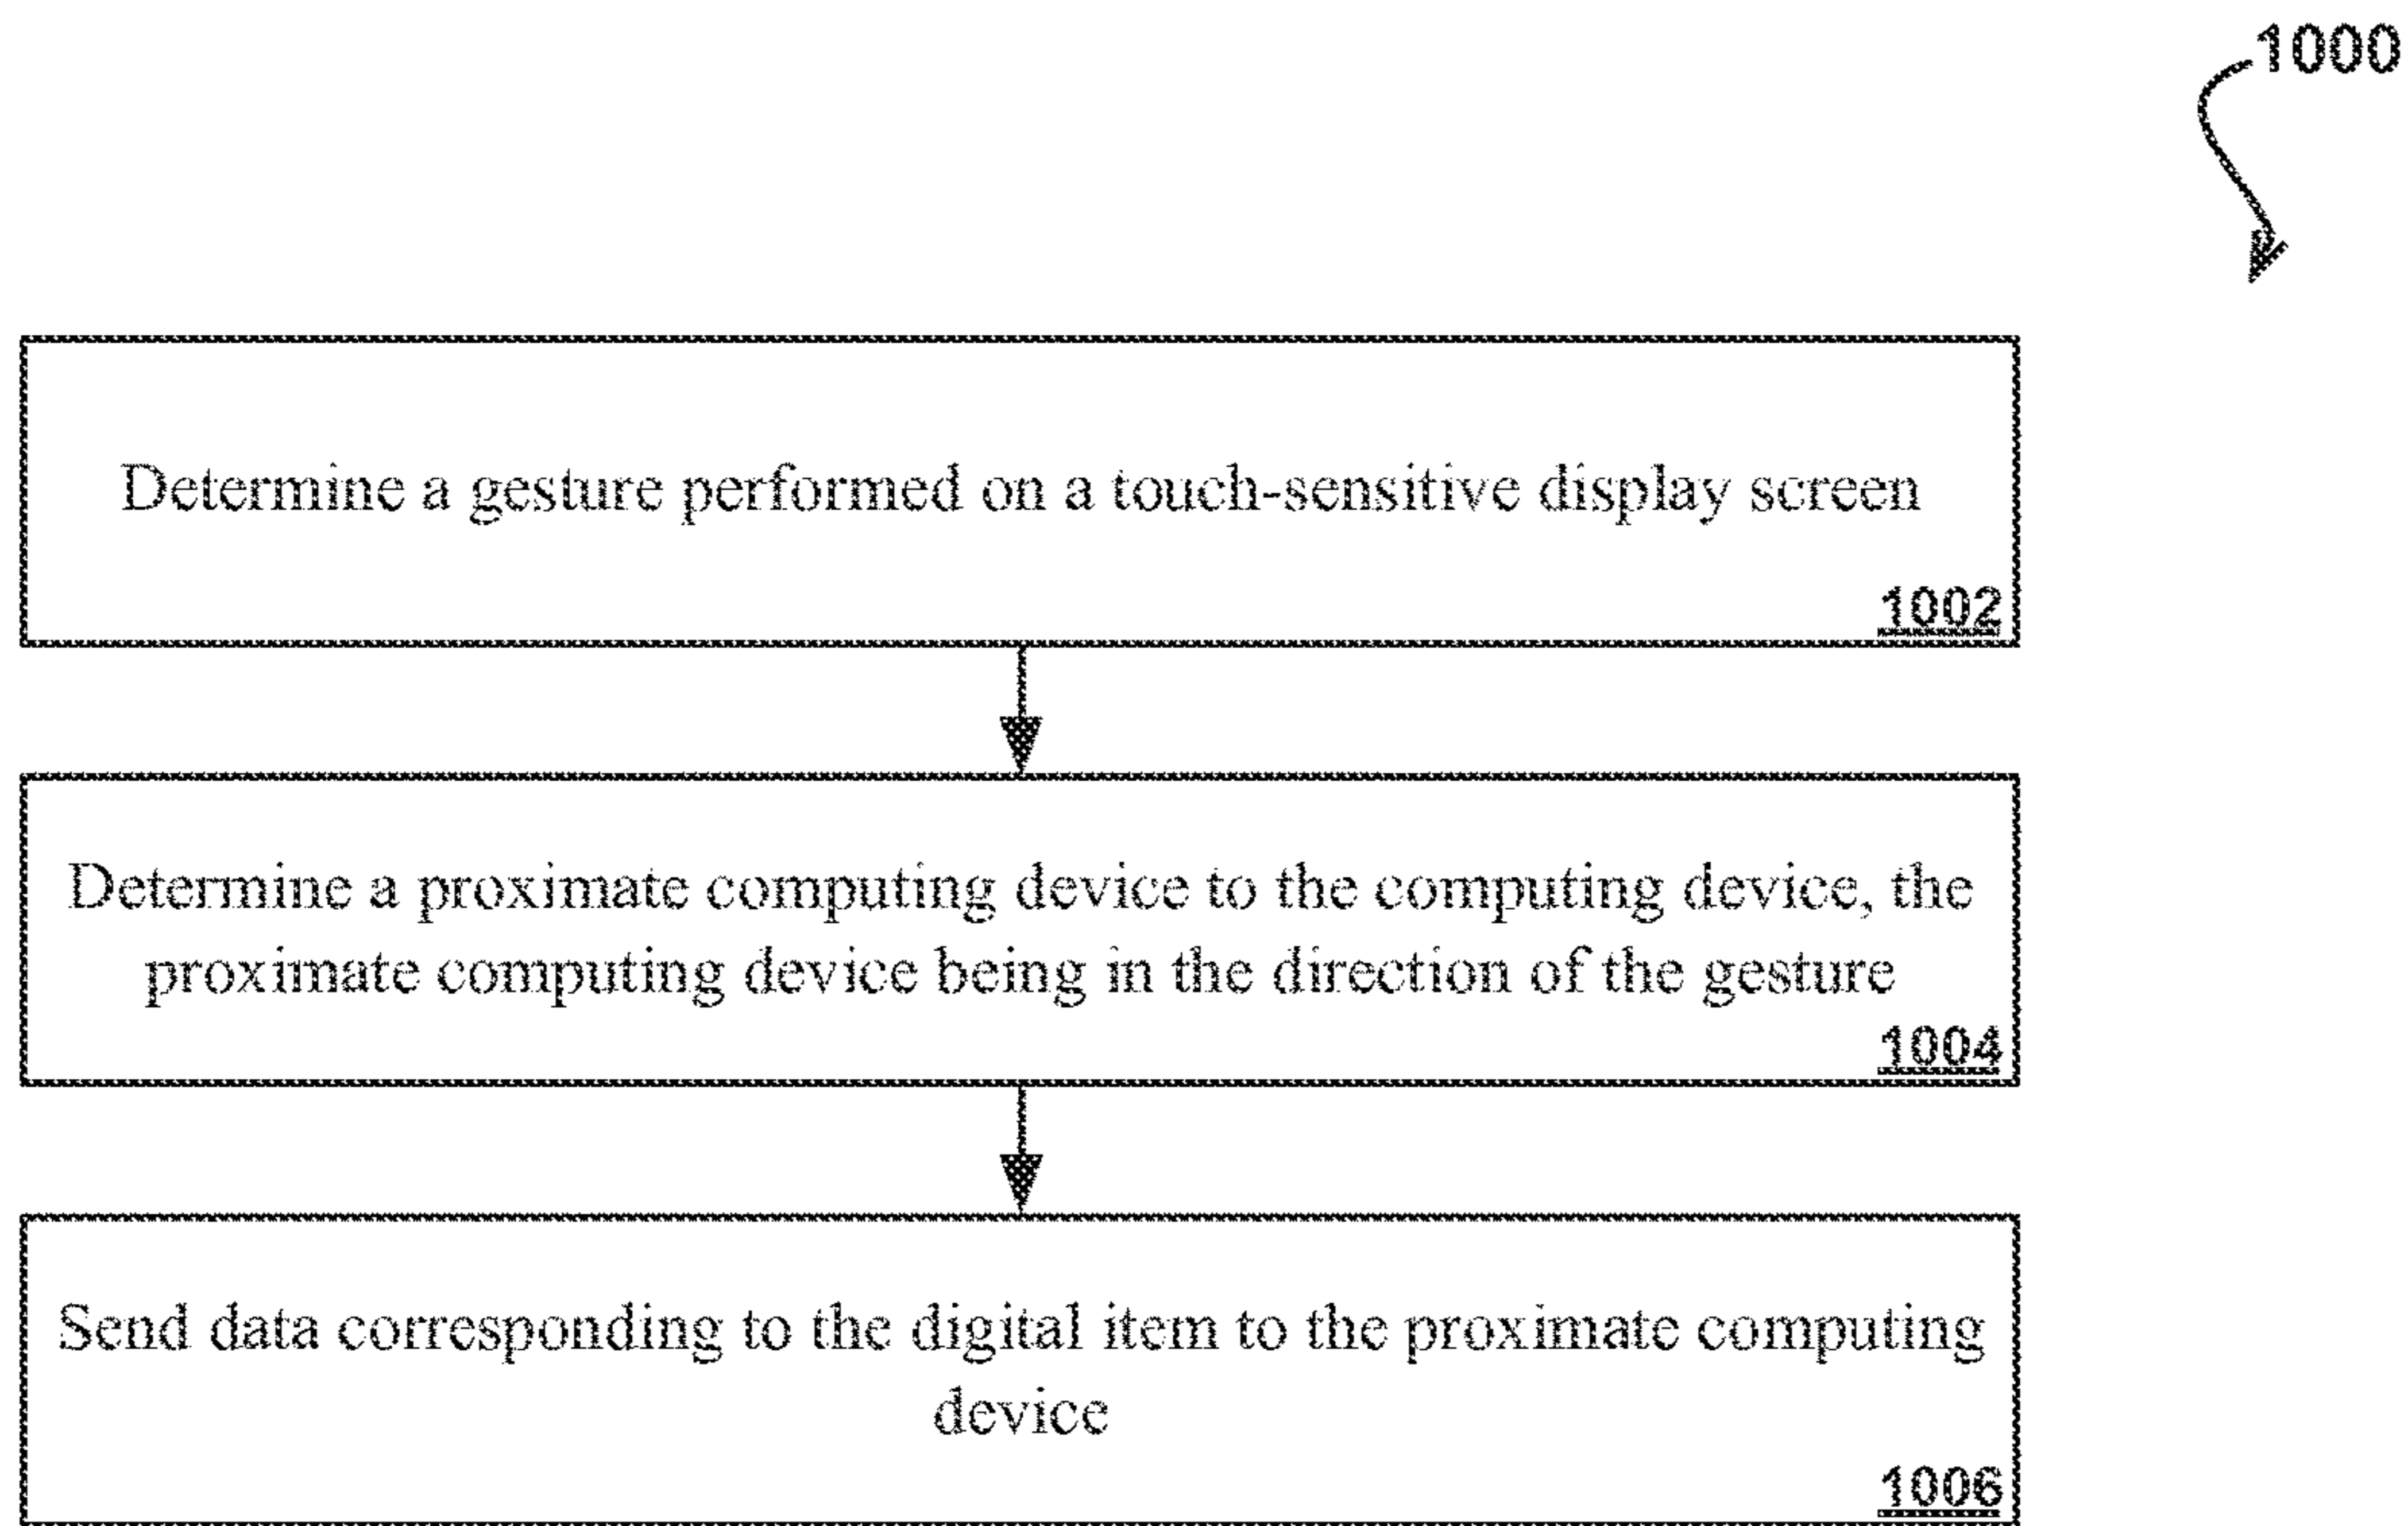 1000
Determine a gesture performed on a touch-sensitive display screen
1002
Determine a proximate computing device to the computing device, the
proximate computing device being in the direction of the gesture
1004
Send data corresponding to the digital item to the proximate computing
device
1006